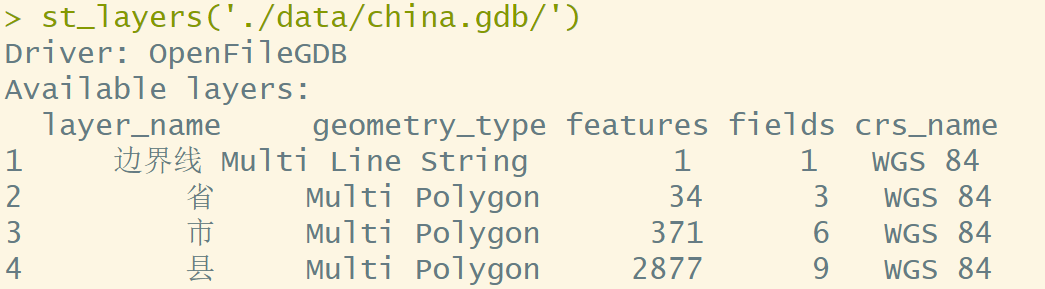 > st_layers('./data/china.gdb/')
Driver: OpenFileGDB
Available layers:
layer_name geometry_type features fields crs_name
1 边界线 Multi Line String 1 1 WGS 84
2 省 Multi Polygon 34 3 WGS 84
3 市 Multi Polygon 371 6 WGS 84
4 县 Multi Polygon 2877 9 WGS 84